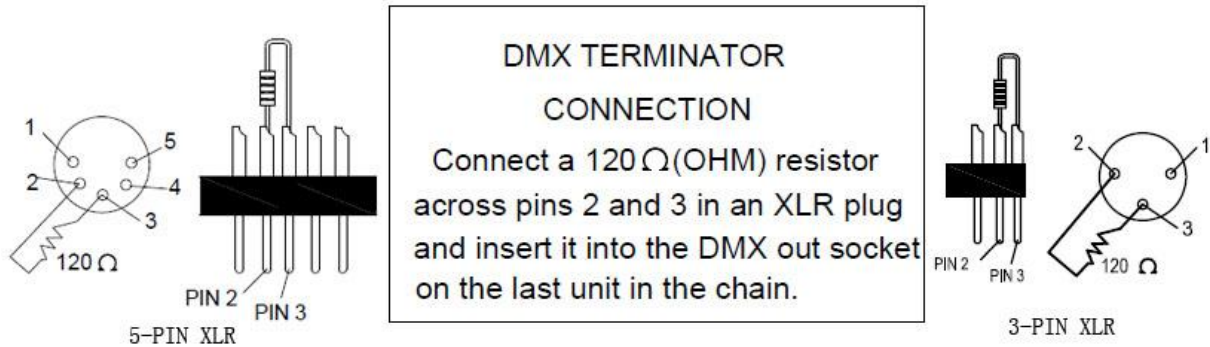 1
5
2
4
3
120 Ω
PIN 2
PIN 3
5-PIN XLR
DMX TERMINATOR
CONNECTION
Connect a 120Ω(OHM) resistor
across pins 2 and 3 in an XLR plug
and insert it into the DMX out socket
on the last unit in the chain.
2
1
3
120 Ω
PIN 2
PIN 3
3-PIN XLR